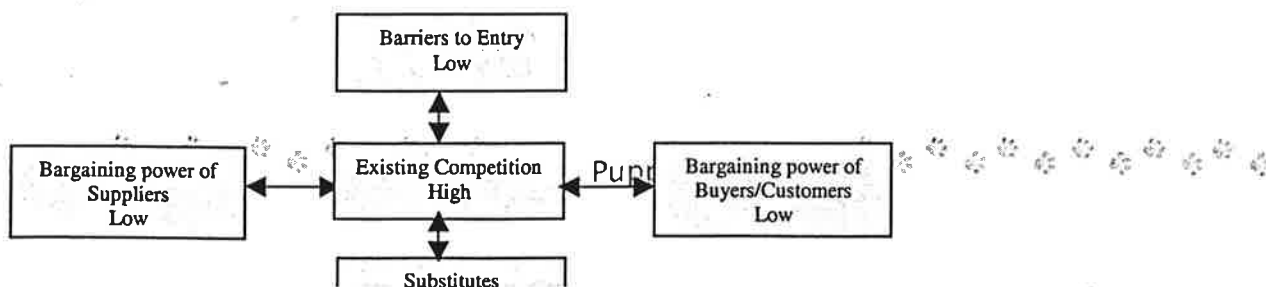 Barriers to Entry
Low
Bargaining power of
Suppliers
Low
Existing Competition
High
Bargaining power of
Buyers/Customers
Low
Substitutes